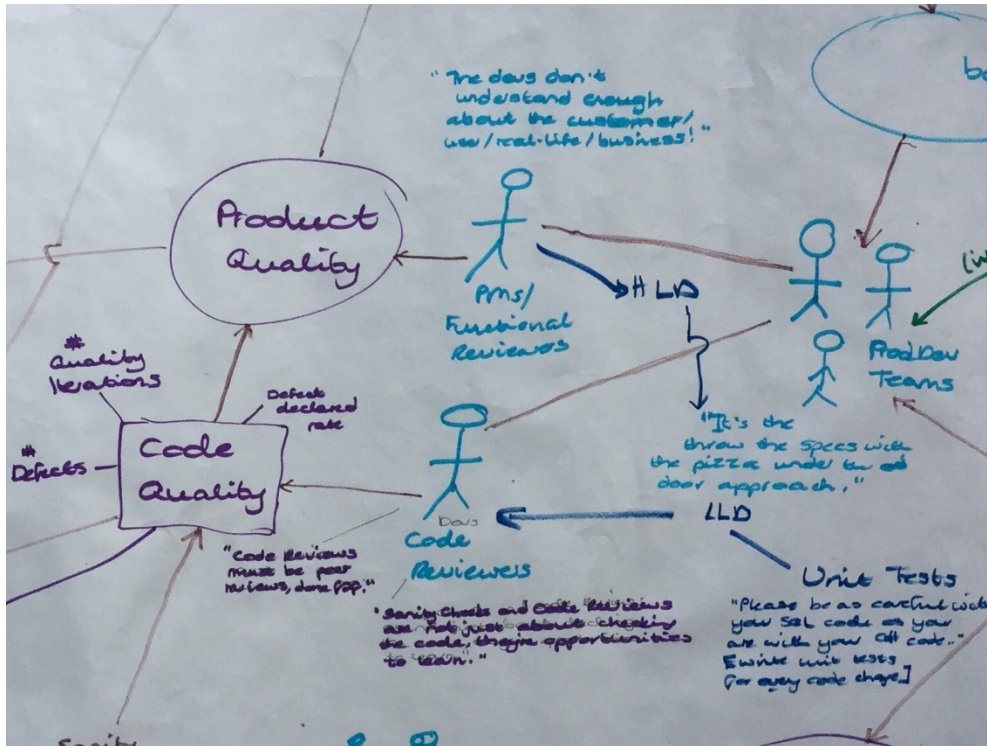 "The devs don't
understand enough
about the customer/
use/real-life/business!"
Product
Quality
PMs/
Functional
Reviewers
HLD
ProdDev
Teams
#
Quality
Iterations
Defect
declared
rate
#
Defects
Code
Quality
"It's the
throw the specs with
the pizza under the
door approach."
LLD
Devs
Code
Reviewers
"Code Reviews
must be peer
reviews, done
"Sanity Checks and Code Reviews
are not just about checking
the code, they're opportunities
to learn."
Unit Tests
"Please be as careful with
your SQL code as you
are with your C# code.."
[write unit tests
for every code change]
Sanity